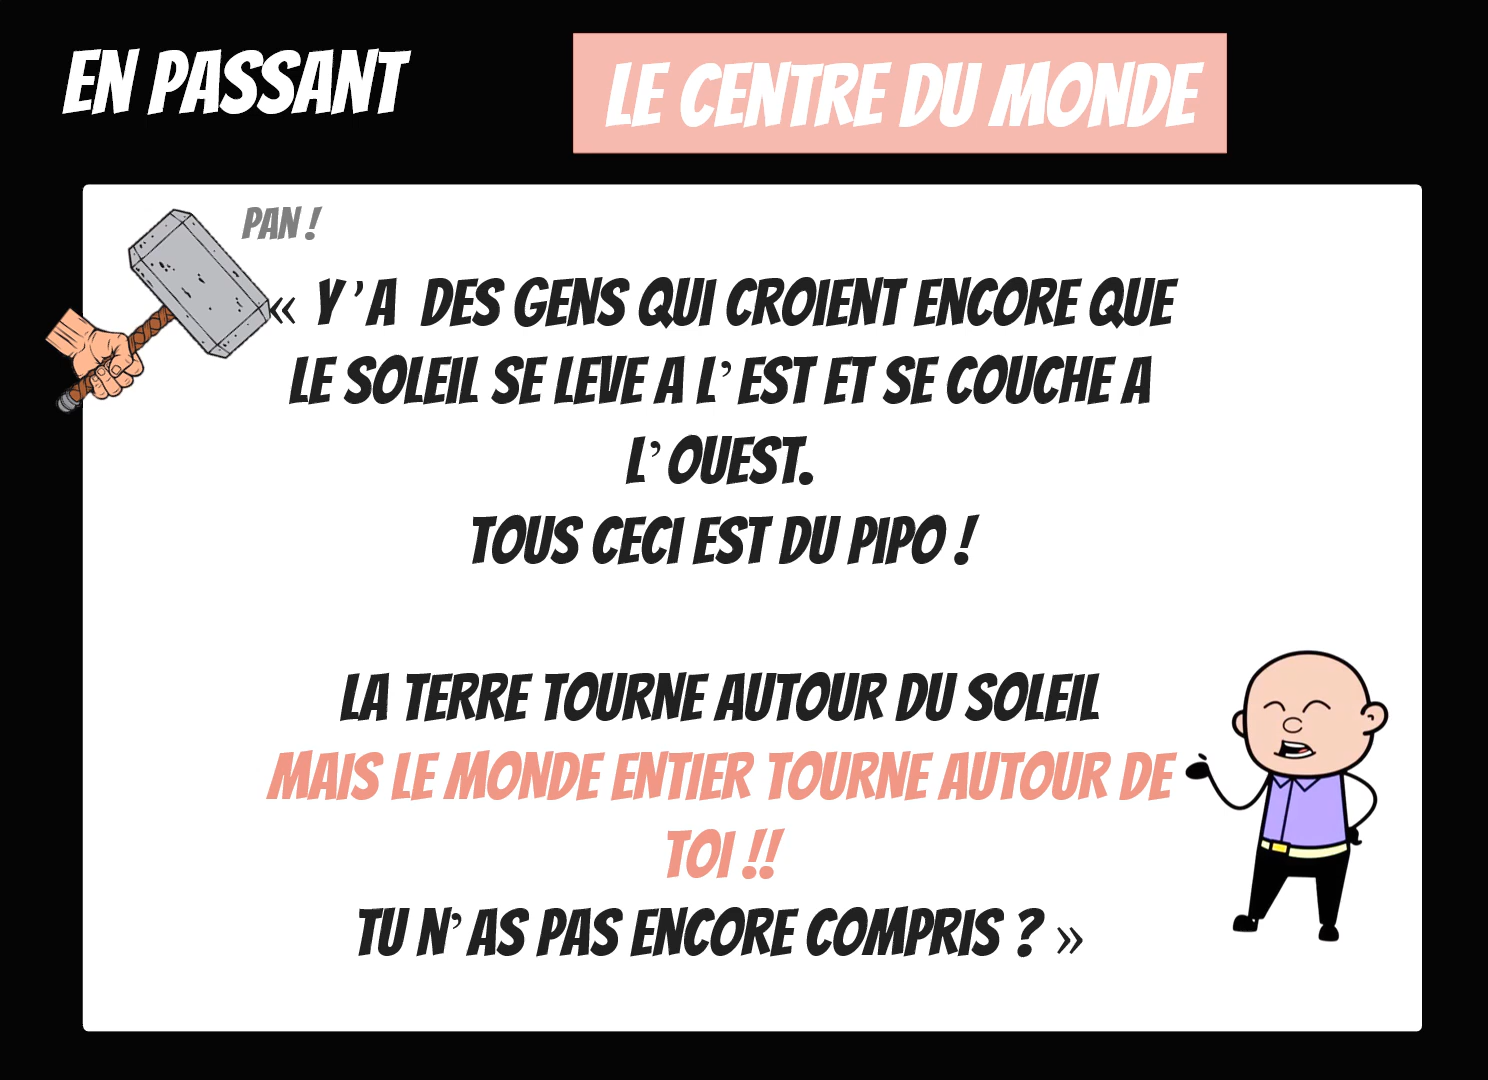 EN PASSANT
LE CENTRE DU MONDE
PAN !
« Y'A DES GENS QUI CROIENT ENCORE QUE
LE SOLEIL SE LEVE A L'EST ET SE COUCHE A
L'OUEST.
TOUS CECI EST DU PIPO !
LA TERRE TOURNE AUTOUR DU SOLEIL
MAIS LE MONDE ENTIER TOURNE AUTOUR DE
TOI !!
TU N'AS PAS ENCORE COMPRIS ? »